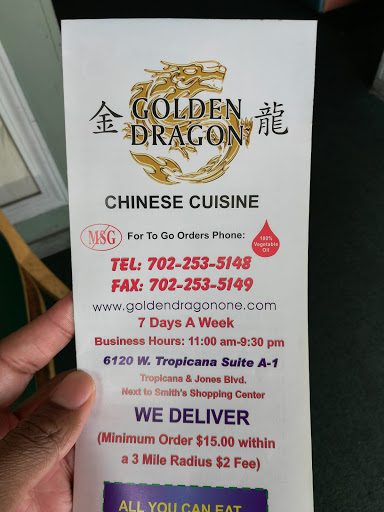 金 GOLDEN 龍
DRAGON
CHINESE CUISINE
MSG For To Go Orders Phone: 100% Vegetable Oil
TEL: 702-253-5148
FAX: 702-253-5149
www.goldendragonone.com
7 Days A Week
Business Hours: 11:00 am-9:30 pm
6120 W. Tropicana Suite A-1
Tropicana & Jones Blvd.
Next to Smith's Shopping Center
WE DELIVER
(Minimum Order $15.00 within
a 3 Mile Radius $2 Fee)
ALL YOU CAN EAT